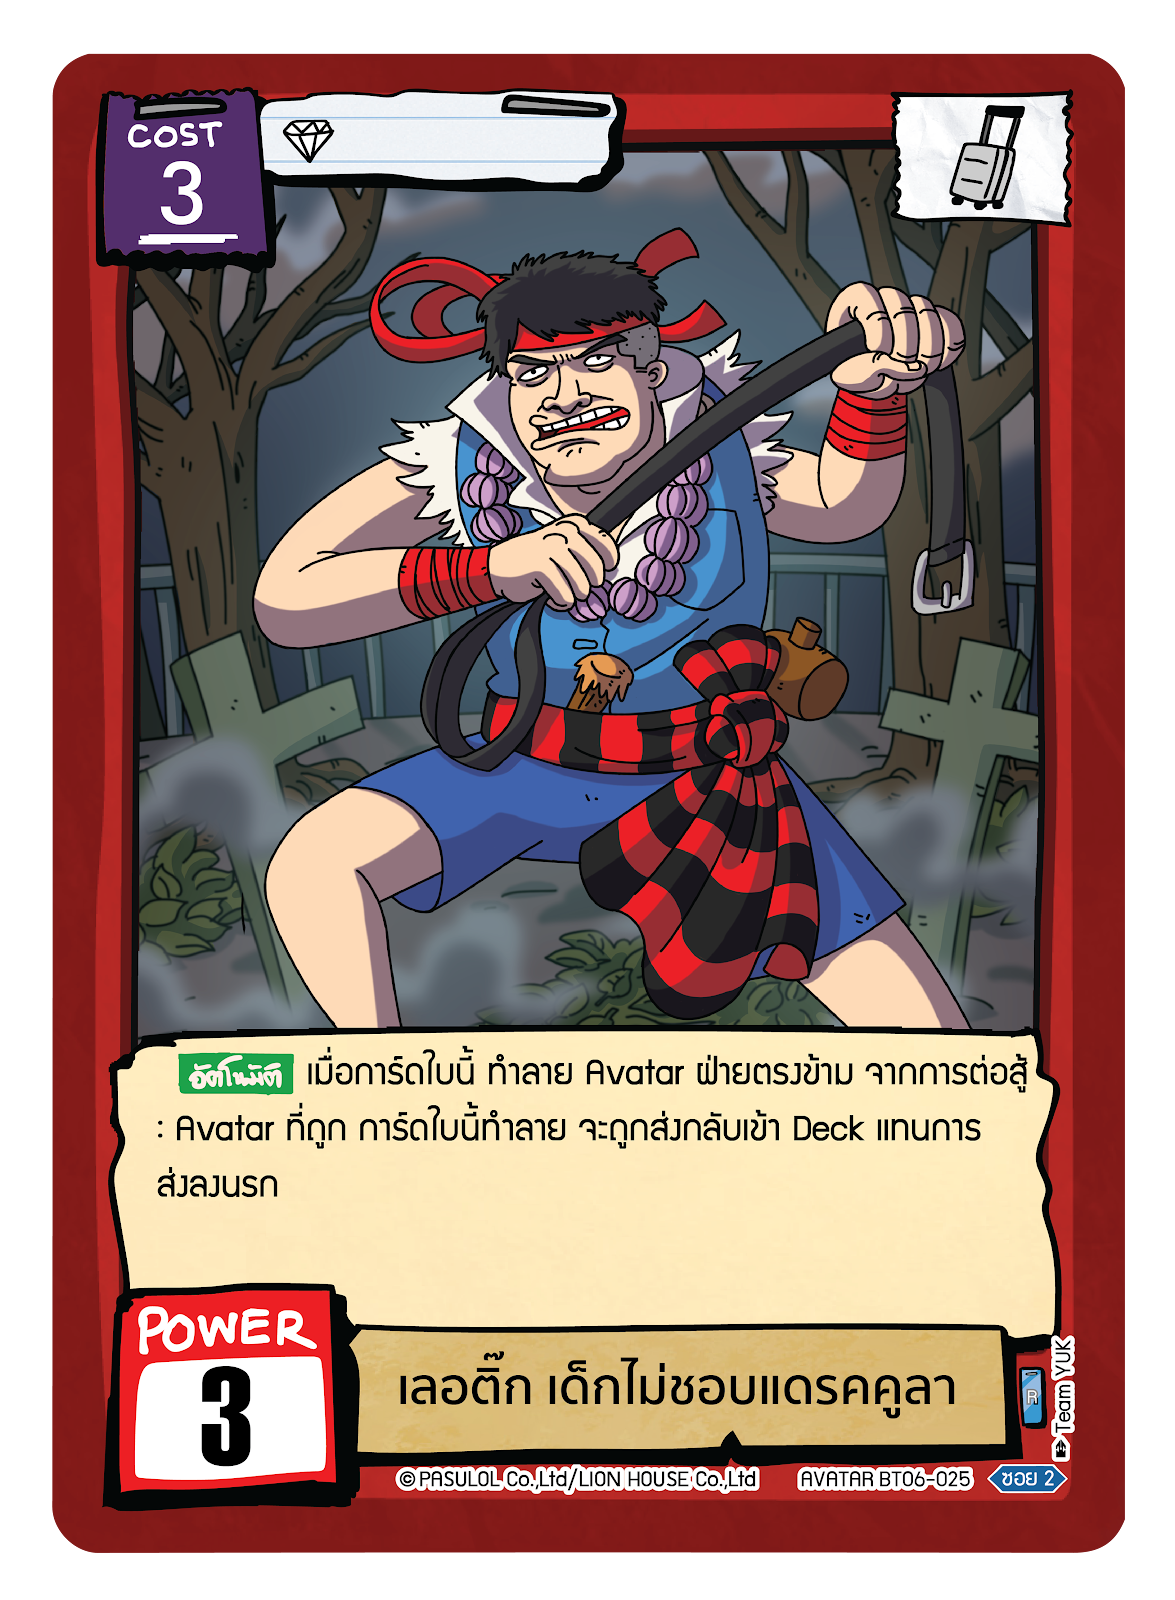 COST
3
อัตโนมัติ เมื่อการ์ดใบนี้ ทำลาย Avatar ฝ่ายตรงข้าม จากการต่อสู้
: Avatar ที่ถูก การ์ดใบนี้ทำลาย จะถูกส่งกลับเข้า Deck แทนการ
ส่งลงนรก
POWER
3
เลอติ๊ก เด็กไม่ชอบแดรคคูลา
R
Team YUK
© PASULOL Co.,Ltd/LION HOUSE Co.,Ltd AVATAR BT06-025 ซอย 2